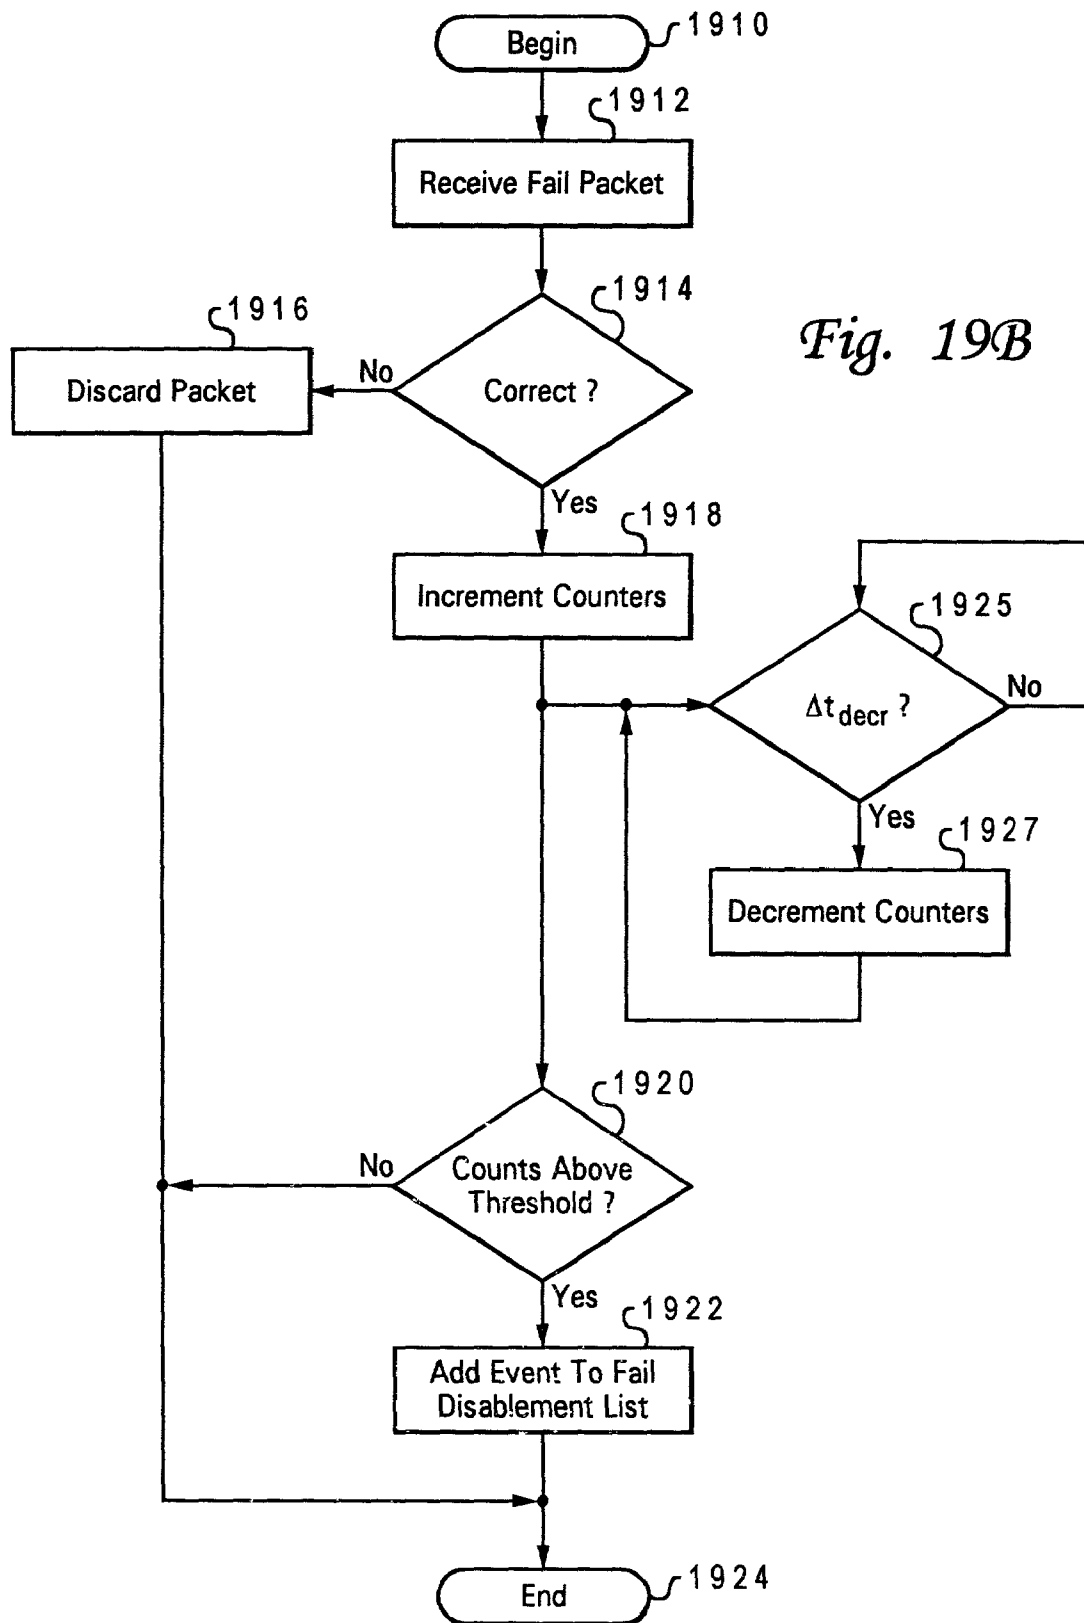 Begin
1910
1912
Receive Fail Packet
1914
1916
Fig. 19B
Discard Packet
No
Correct ?
Yes
1918
Increment Counters
1925
Δt decr ?
No
Yes
1927
Decrement Counters
1920
No
Counts Above
Threshold ?
Yes
1922
Add Event To Fail
Disablement List
End
1924